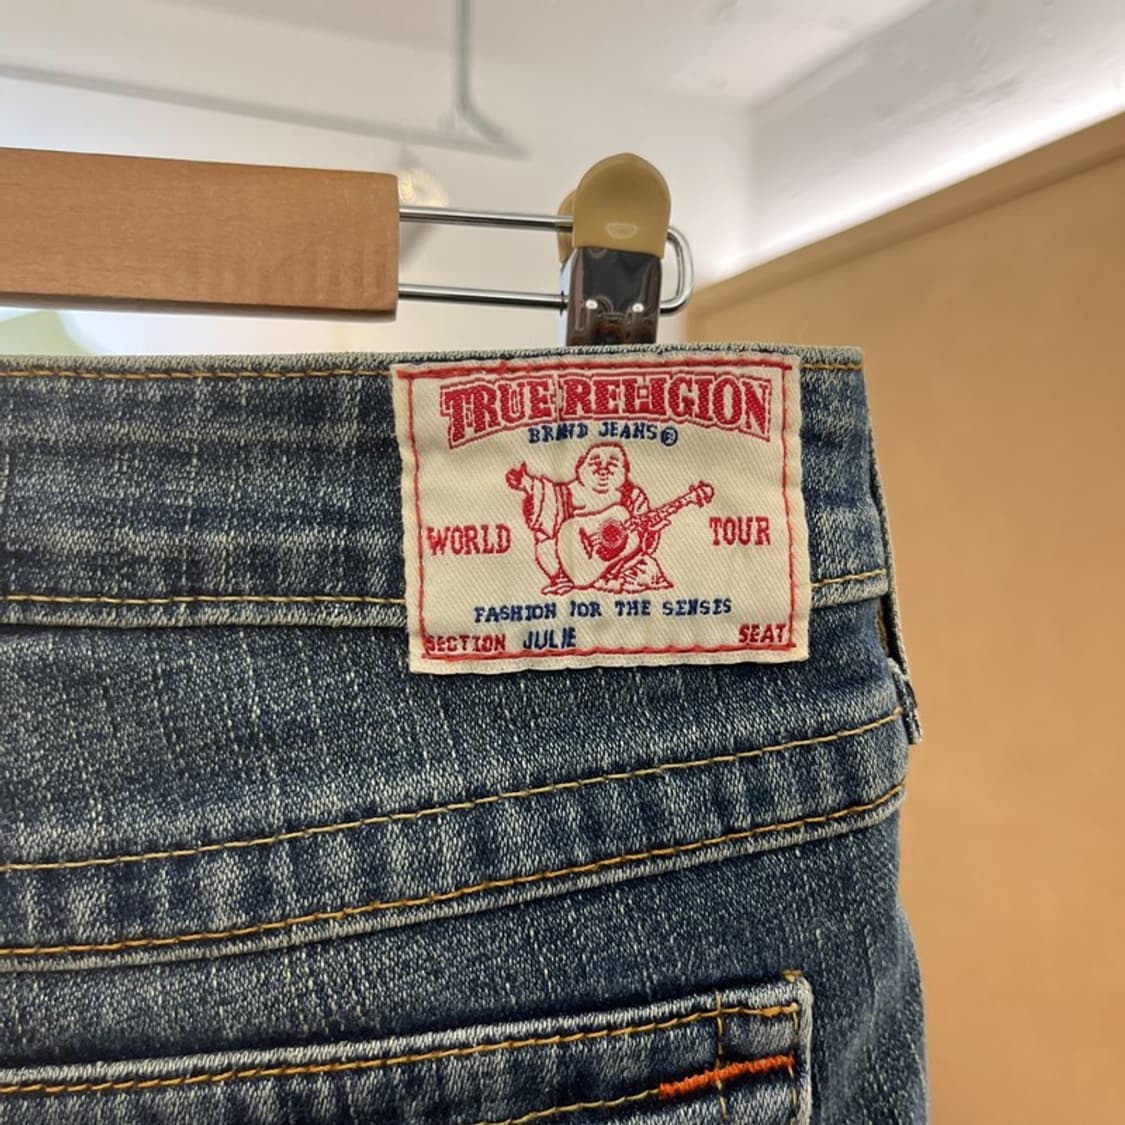 TRUE RELIGION
BRAND JEANS®
WORLD TOUR
FASHION FOR THE SENSES
SECTION JULIE SEAT